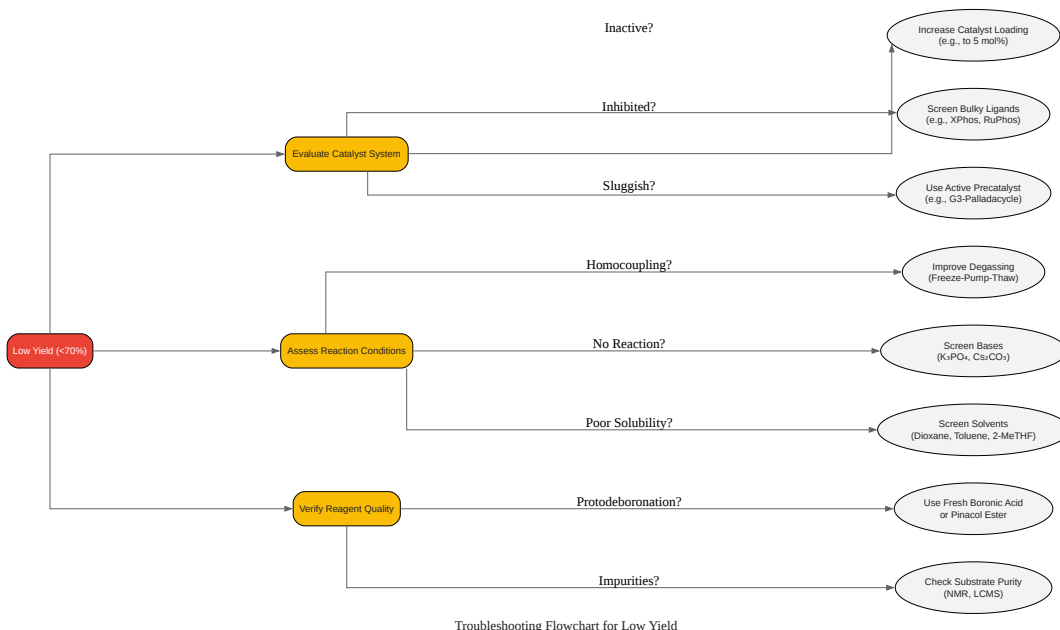 Inactive?
Increase Catalyst Loading
(e.g., to 5 mol%)
Inhibited?
Screen Bulky Ligands
(e.g., XPhos, RuPhos)
Evaluate Catalyst System
Sluggish?
Use Active Precatalyst
(e.g., G3-Palladacycle)
Homocoupling?
Improve Degassing
(Freeze-Pump-Thaw)
Low Yield (<70%)
Assess Reaction Conditions
No Reaction?
Screen Bases
(K₃PO₄, Cs₂CO₃)
Poor Solubility?
Screen Solvents
(Dioxane, Toluene, 2-MeTHF)
Verify Reagent Quality
Protodeboronation?
Use Fresh Boronic Acid
or Pinacol Ester
Impurities?
Check Substrate Purity
(NMR, LCMS)
Troubleshooting Flowchart for Low Yield